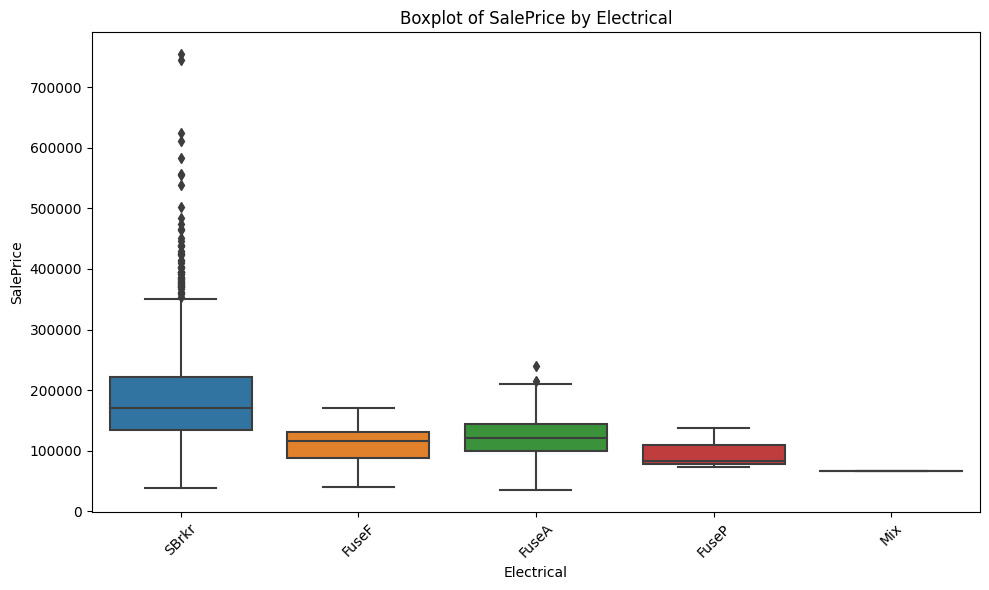 Boxplot of SalePrice by Electrical
SalePrice
700000
600000
500000
400000
300000
200000
100000
0
SBrkr
FuseF
FuseA
FuseP
Mix
Electrical